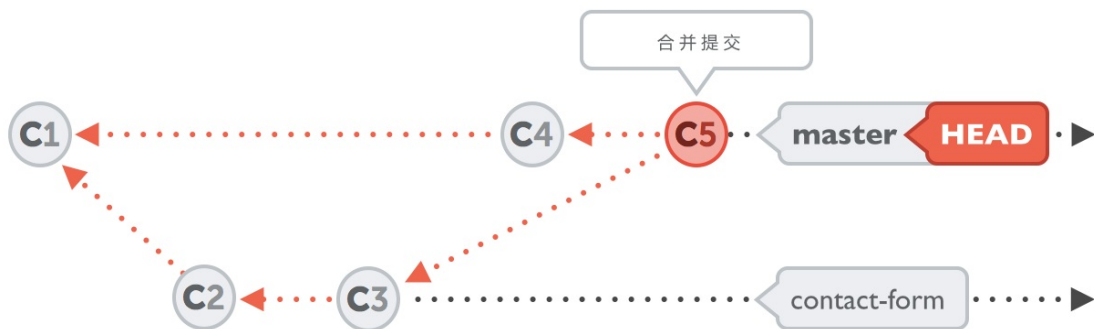 合并提交
C1
C4
C5
master
HEAD
C2
C3
contact-form